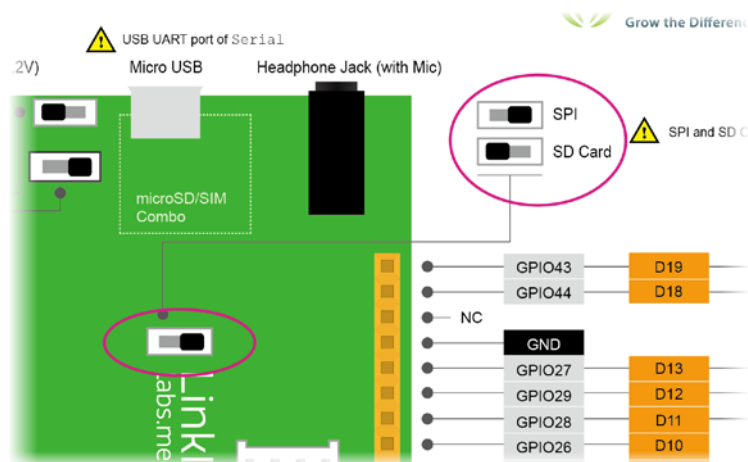 Grow the Differenc
USB UART port of Serial
.2V)
Micro USB
Headphone Jack (with Mic)
SPI
SD Card
SPI and SD C
microSD/SIM
Combo
GPIO43
D19
GPIO44
D18
NC
GND
GPIO27
D13
GPIO29
D12
GPIO28
D11
GPIO26
D10
LinkI
Labs.me